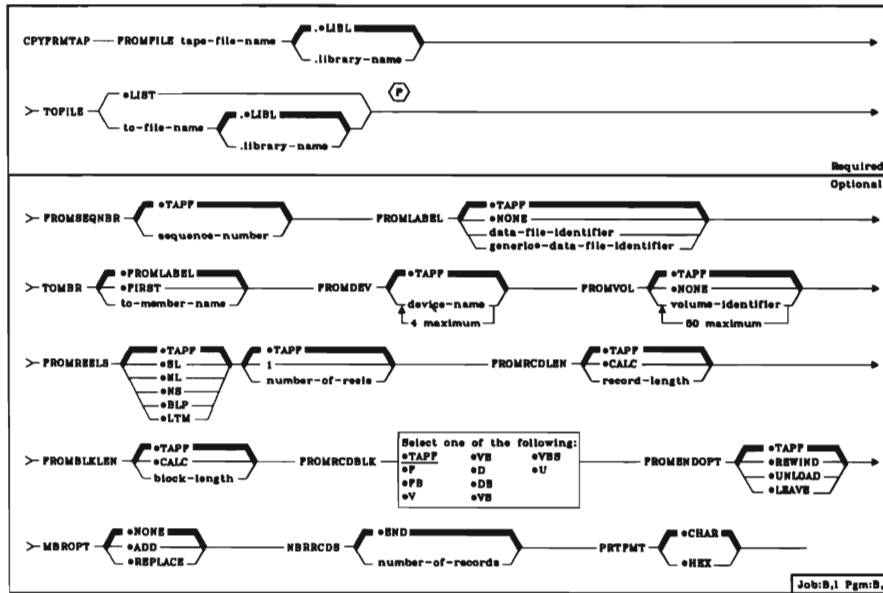 CPYFRMTAP FROMFILE tape-file-name .*LIBL
.library-name
TOFILE *LIST P
to-file-name .*LIBL
.library-name
Required
Optional
FROMSEQNBR *TAPF
sequence-number
FROMLABEL *TAPF
*NONE
data-file-identifier
generic*-data-file-identifier
TOMBR *FROMLABEL
*FIRST
to-member-name
FROMDEV *TAPF
device-name
4 maximum
FROMVOL *TAPF
*NONE
volume-identifier
50 maximum
FROMREELS *TAPF
*SL
*NL
*NS
*BLP
*LTM
*TAPF
1
number-of-reels
FROMRCDLEN *TAPF
*CALC
record-length
FROMBLKLEN *TAPF
*CALC
block-length
FROMRCDBLK Select one of the following:
*TAPF *VB *VBS
*F *D *U
*FB *DB
*V *VS
FROMENDOPT *TAPF
*REWIND
*UNLOAD
*LEAVE
MBROPT *NONE
*ADD
*REPLACE
NBRRCDS *END
number-of-records
PRTFMT *CHAR
*HEX
Job:B,I Pgm:B,